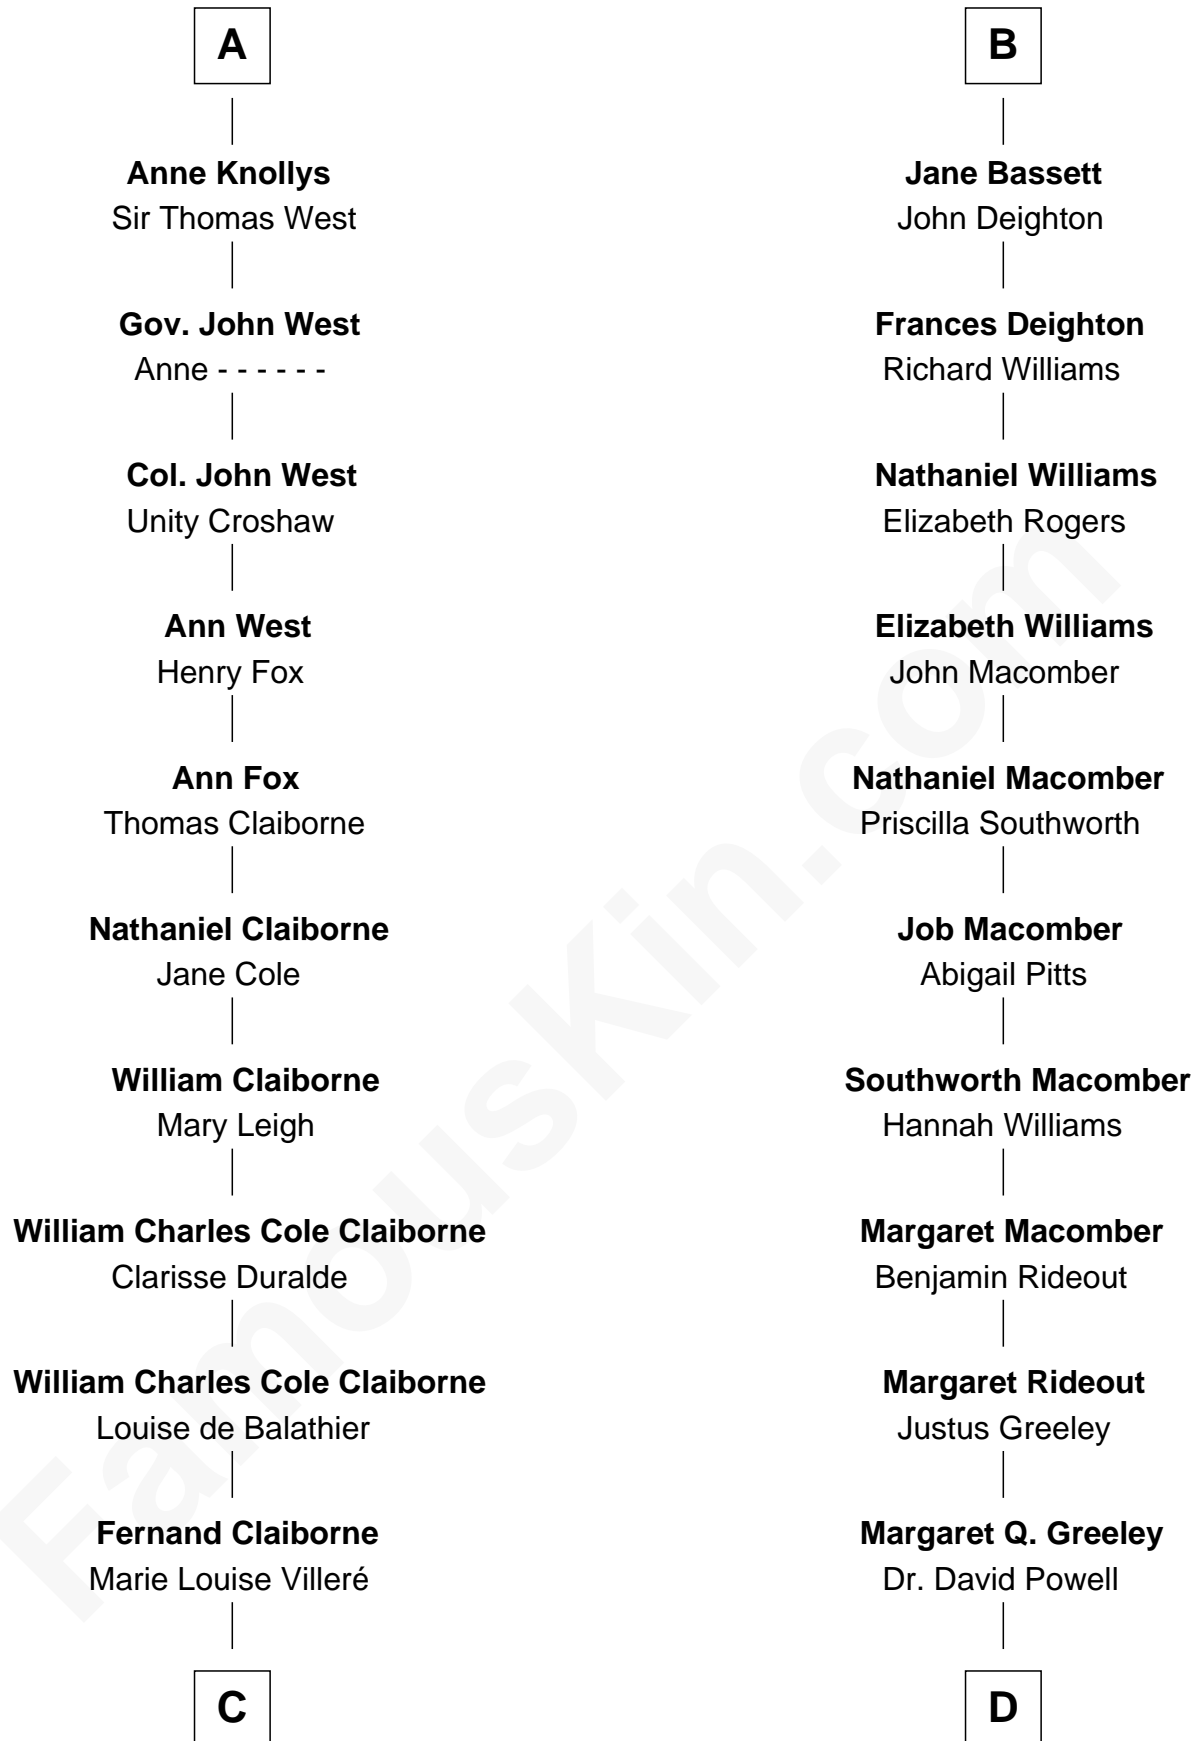 A
Anne Knollys
Sir Thomas West
Gov. John West
Anne - - - - - -
Col. John West
Unity Croshaw
Ann West
Henry Fox
Ann Fox
Thomas Claiborne
Nathaniel Claiborne
Jane Cole
William Claiborne
Mary Leigh
William Charles Cole Claiborne
Clarisse Duralde
William Charles Cole Claiborne
Louise de Balathier
Fernand Claiborne
Marie Louise Villeré
C
B
Jane Bassett
John Deighton
Frances Deighton
Richard Williams
Nathaniel Williams
Elizabeth Rogers
Elizabeth Williams
John Macomber
Nathaniel Macomber
Priscilla Southworth
Job Macomber
Abigail Pitts
Southworth Macomber
Hannah Williams
Margaret Macomber
Benjamin Rideout
Margaret Rideout
Justus Greeley
Margaret Q. Greeley
Dr. David Powell
D
FamousKin.com